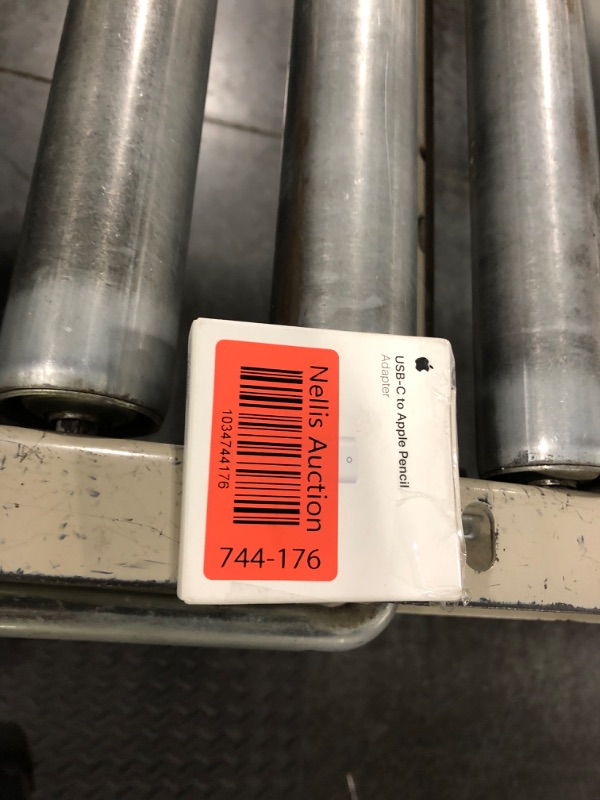 USB-C to Apple Pencil
Adapter
Nellis Auction
1034744176
744-176